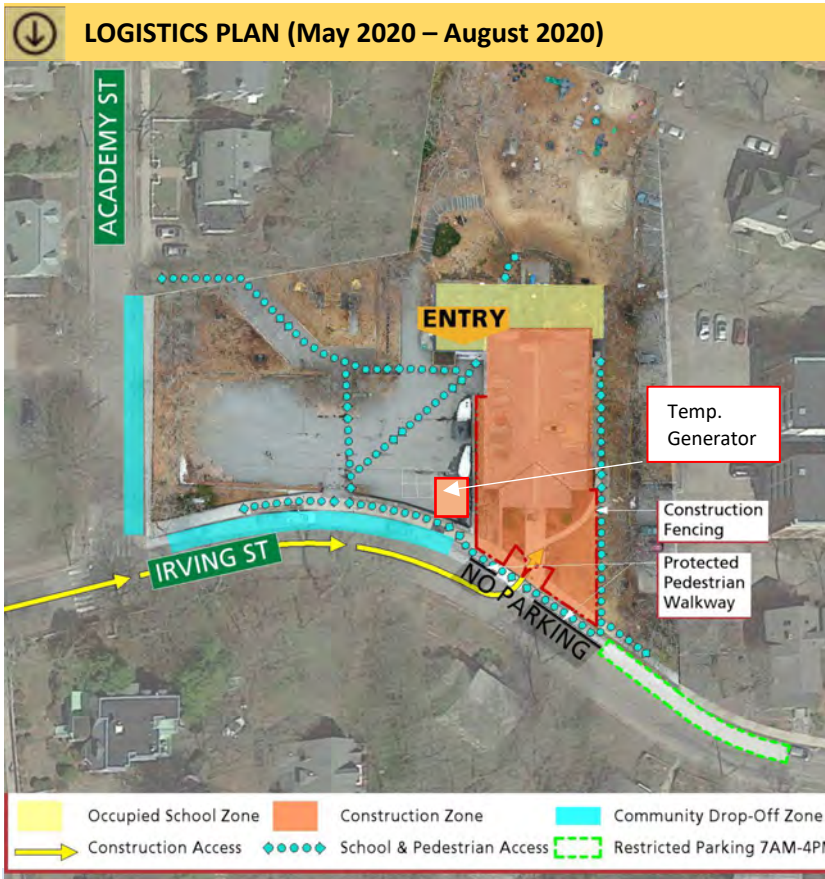 LOGISTICS PLAN (May 2020 – August 2020)
ACADEMY ST
ENTRY
Temp.
Generator
Construction
Fencing
Protected
Pedestrian
Walkway
IRVING ST
NO PARKING
Occupied School Zone
Construction Zone
Community Drop-Off Zone
Construction Access
School & Pedestrian Access
Restricted Parking 7AM-4P